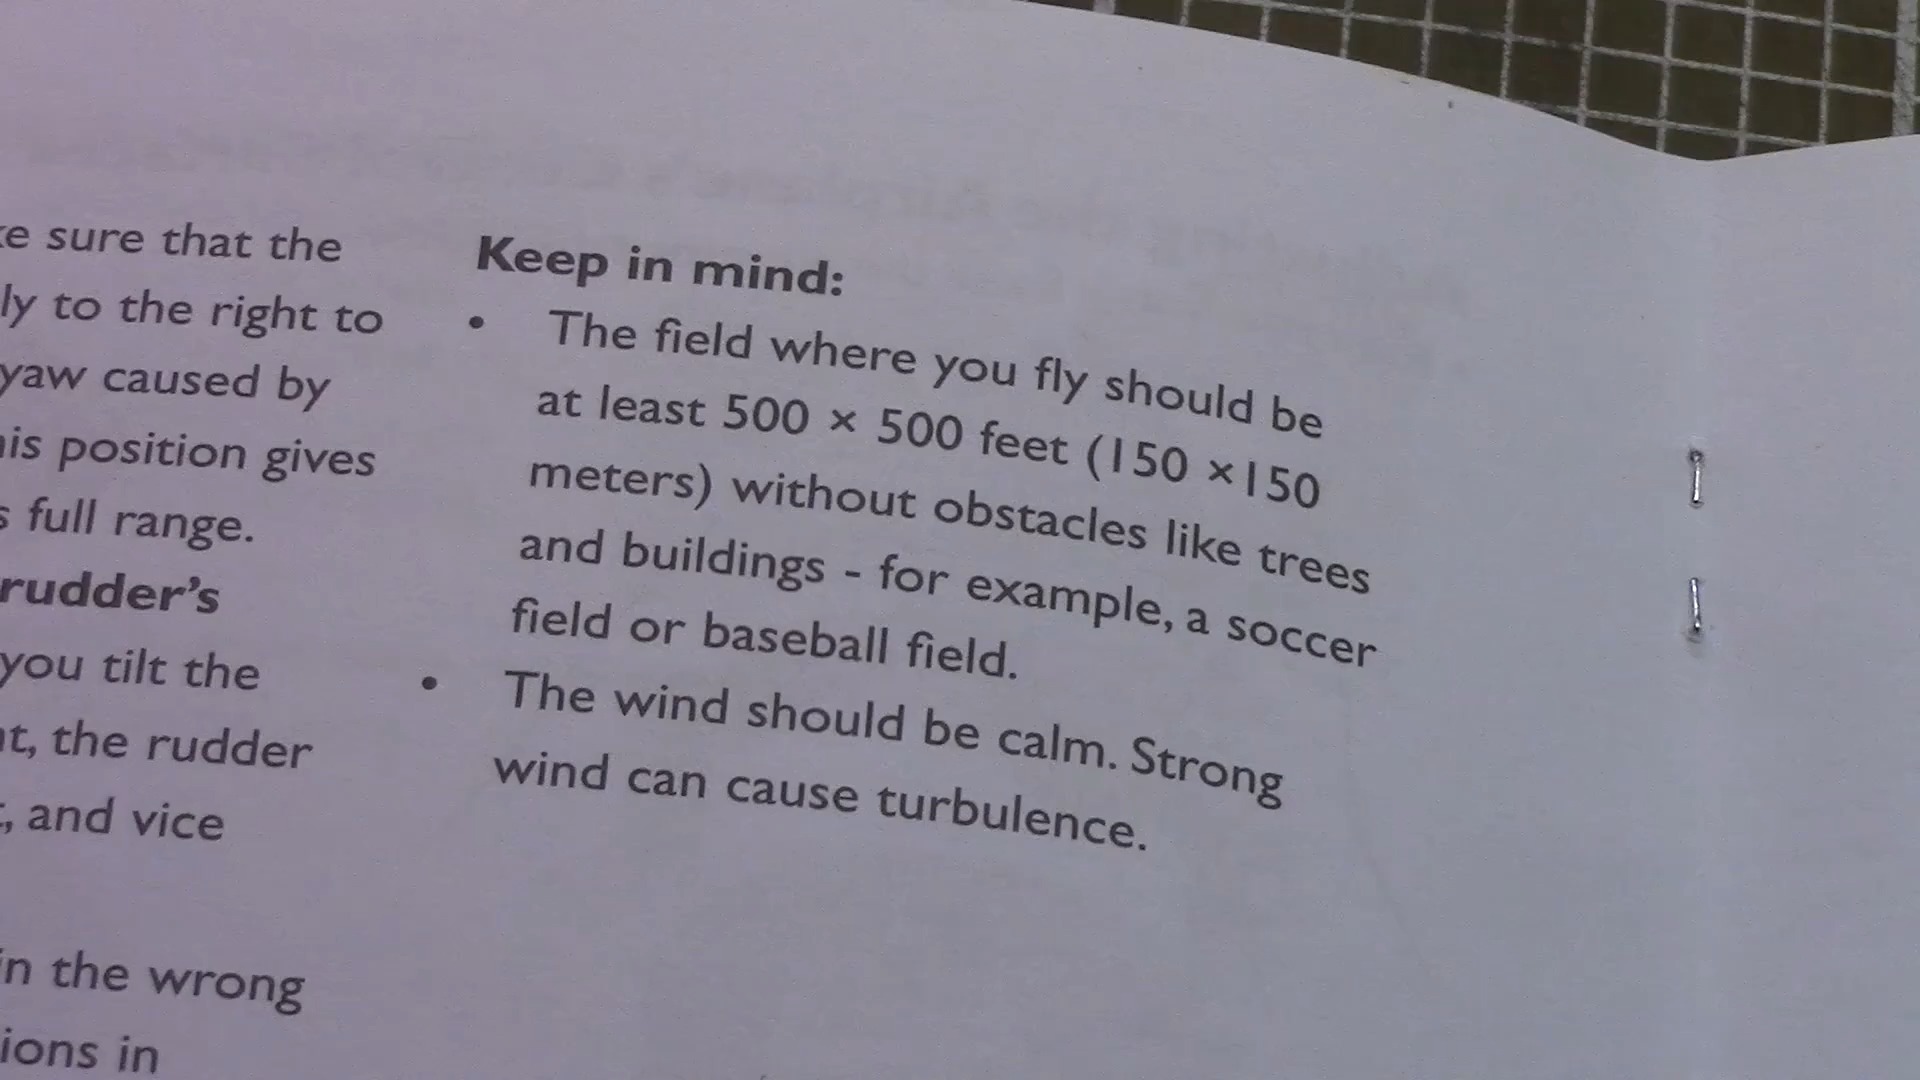 sure that the
to the right to
yaw caused by
position gives
full range.
rudder's
you tilt the
the rudder
and vice
in the wrong
in
Keep in mind:
• The field where you fly should be
at least 500 × 500 feet (150 ×150
meters) without obstacles like trees
and buildings - for example, a soccer
field or baseball field.
• The wind should be calm. Strong
wind can cause turbulence.